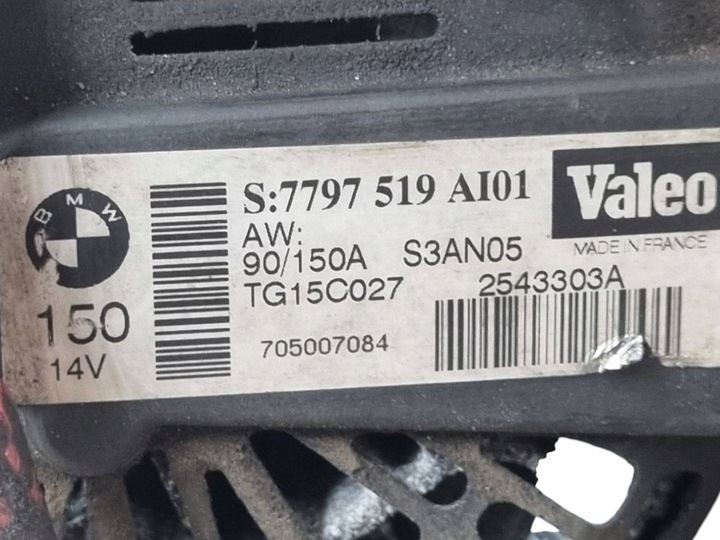 BMW
S:7797 519 AI01
Valeo
AW:
90/150A S3AN05
MADE IN FRANCE
TG15C027
2543303A
150
14V
705007084